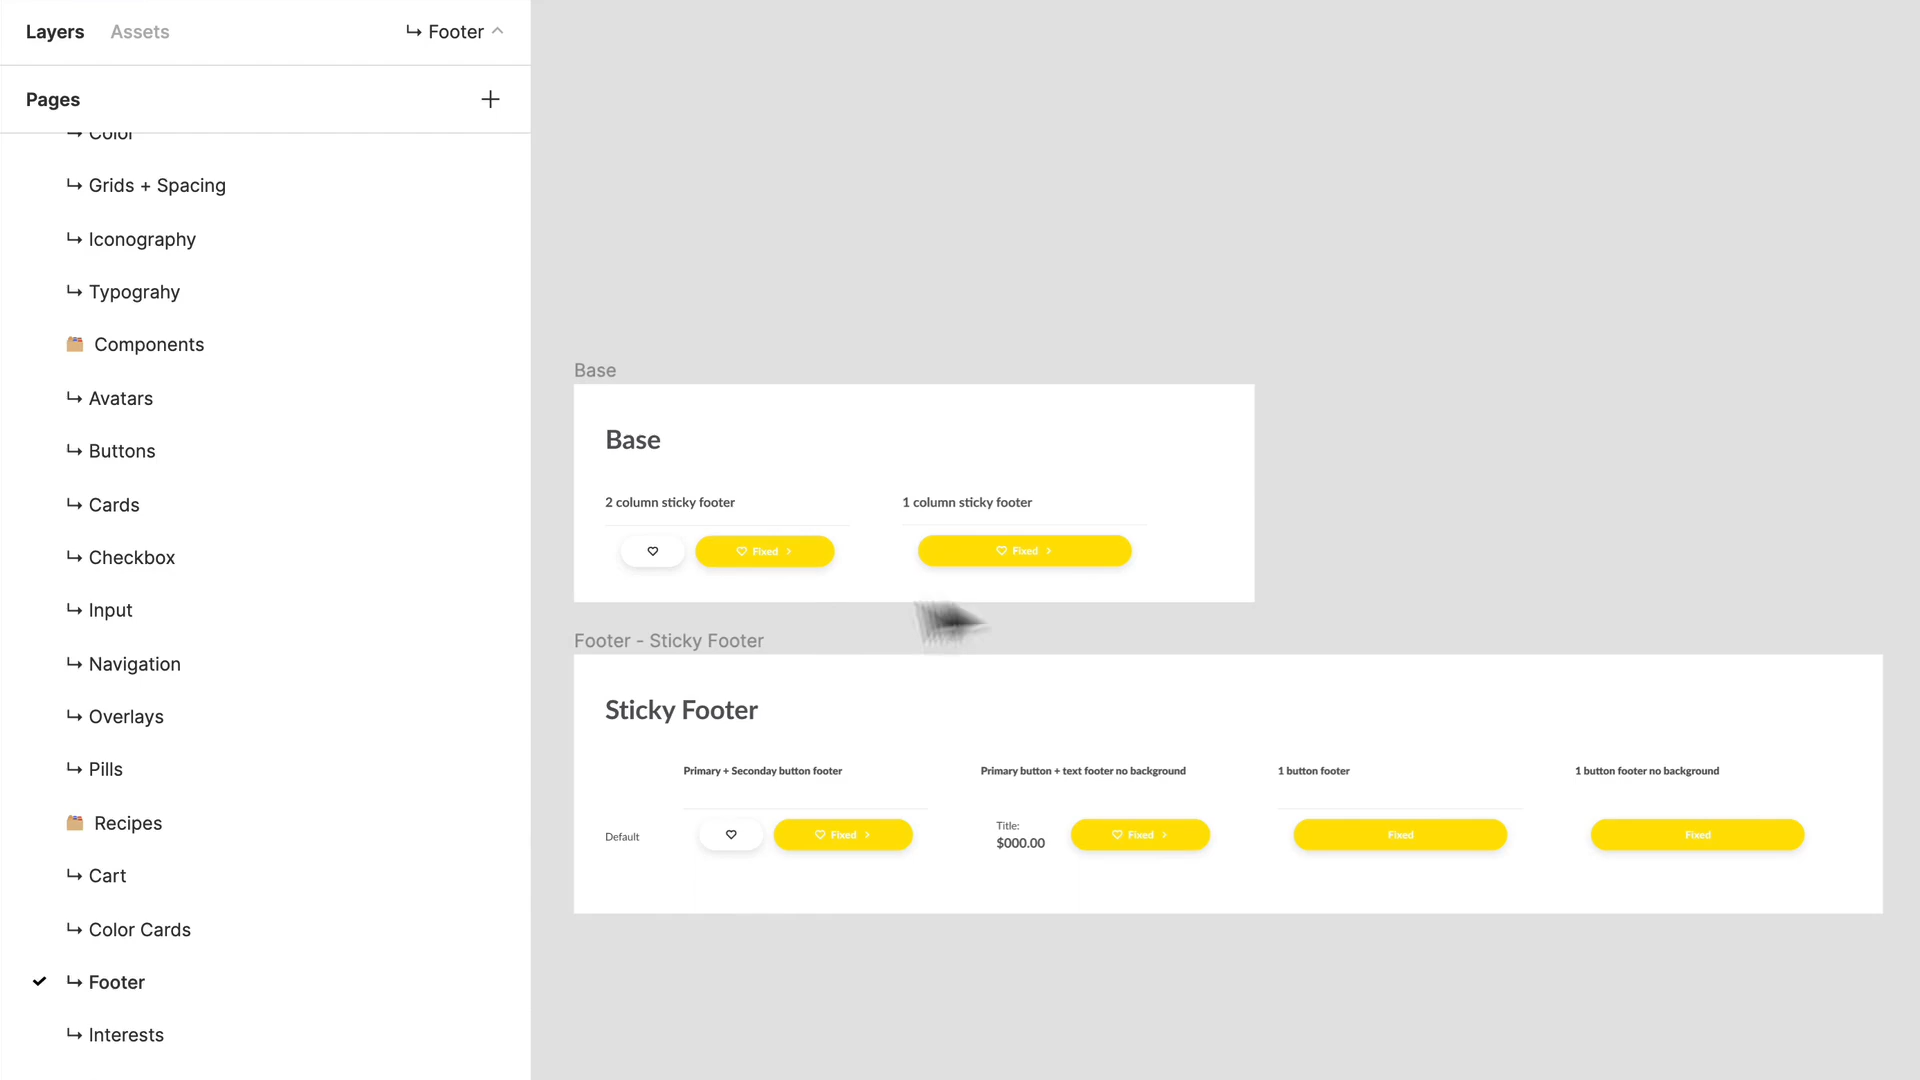 Layers Assets Footer
Pages
Color
Grids + Spacing
Iconography
Typograhy
Components
Avatars
Buttons
Cards
Checkbox
Input
Navigation
Overlays
Pills
Recipes
Cart
Color Cards
Footer
Interests
Base
Base
2 column sticky footer 1 column sticky footer
Fixed Fixed
Footer - Sticky Footer
Sticky Footer
Primary + Seconday button footer Primary button + text footer no background 1 button footer 1 button footer no background
Default Fixed Title: Fixed Fixed Fixed
$000.00